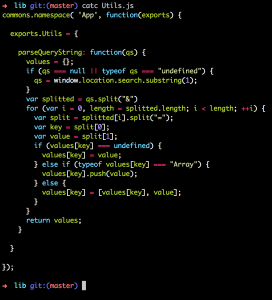 ➜  lib git:(master) catc Utils.js
commons.namespace( 'App', function(exports) {

  exports.Utils = {

    parseQueryString: function(qs) {
      values = {};
      if (qs === null || typeof qs === "undefined") {
        qs = window.location.search.substring(1);
      }
      var splitted = qs.split("&")
      for (var i = 0, length = splitted.length; i < length; ++i) {
        var split = splitted[i].split("=");
        var key = split[0];
        var value = split[1];
        if (values[key] === undefined) {
          values[key] = value;
        } else if (typeof values[key] === "Array") {
          values[key].push(value);
        } else {
          values[key] = [values[key], value];
        }
      }
      return values;
    }

  }

});

➜  lib git:(master)